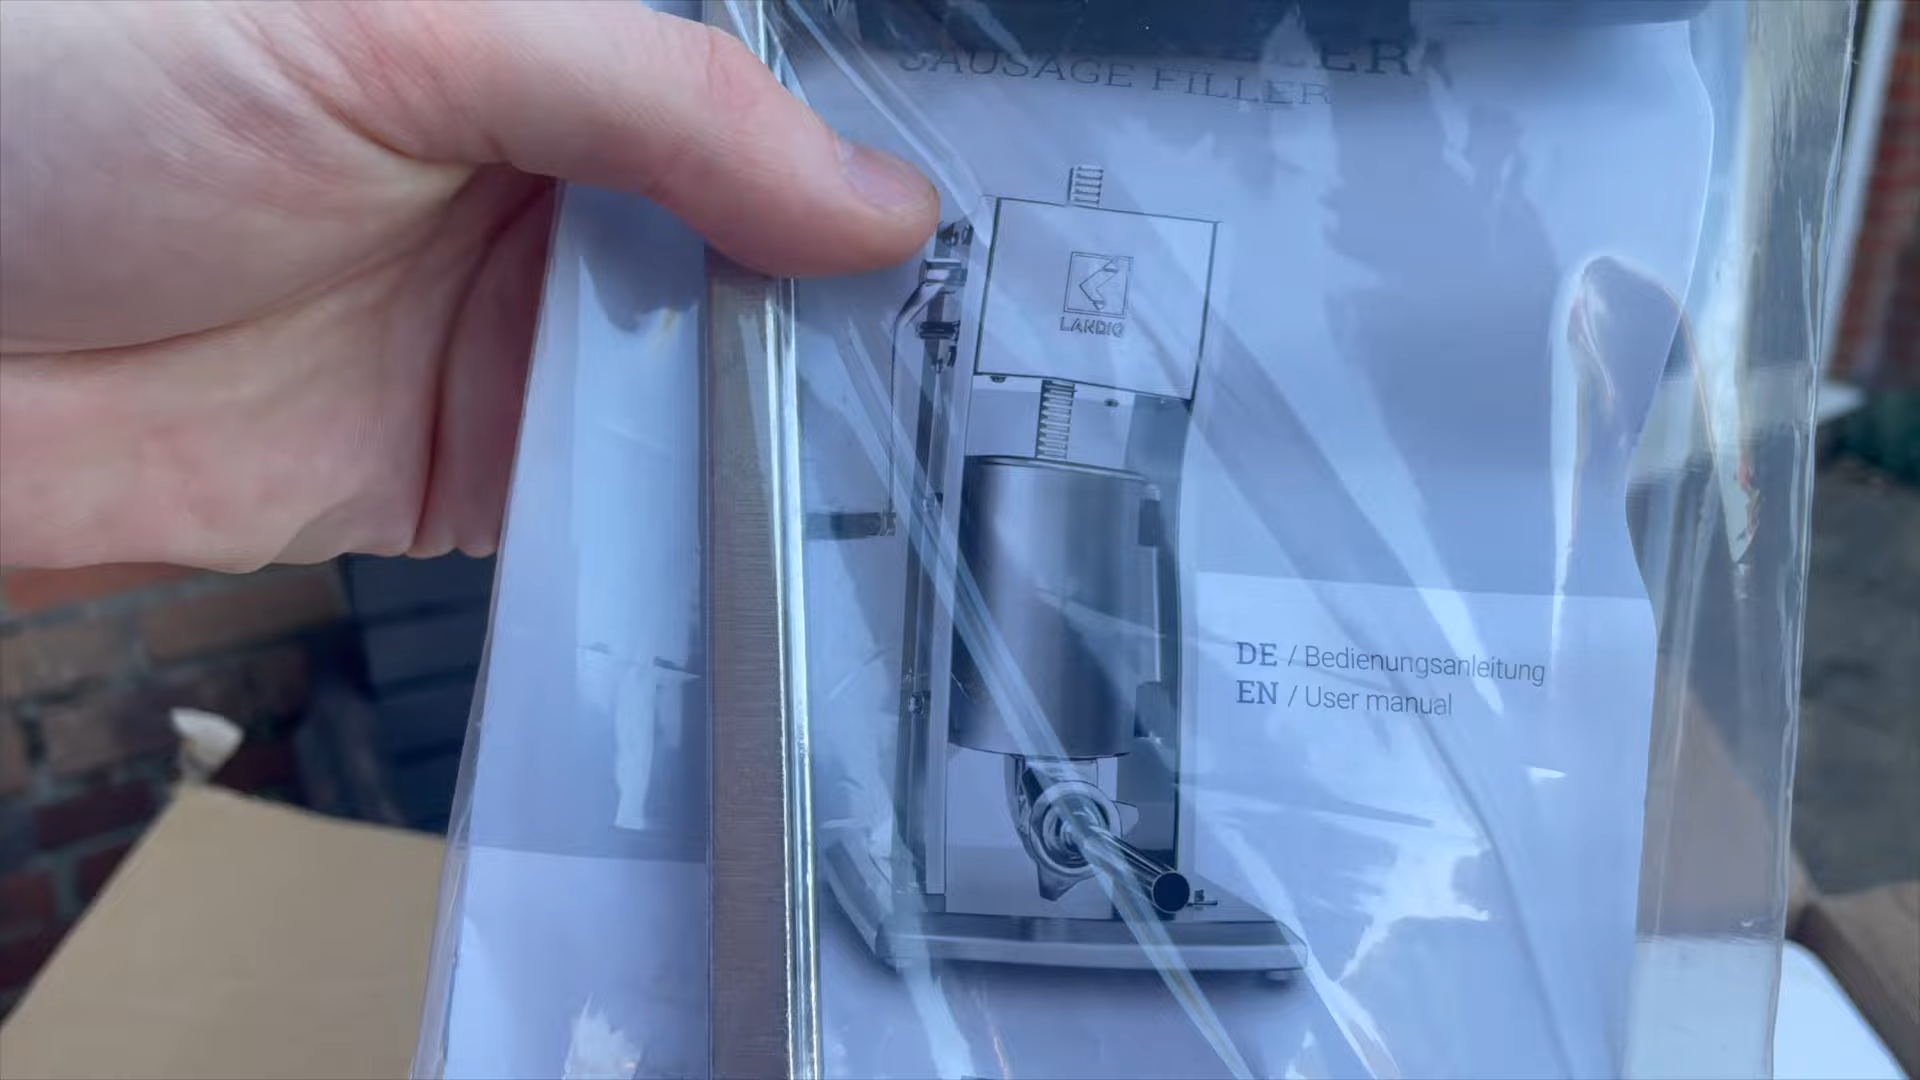 SAUSAGE FILLER
LANDIG
DE / Bedienungsanleitung
EN / User manual